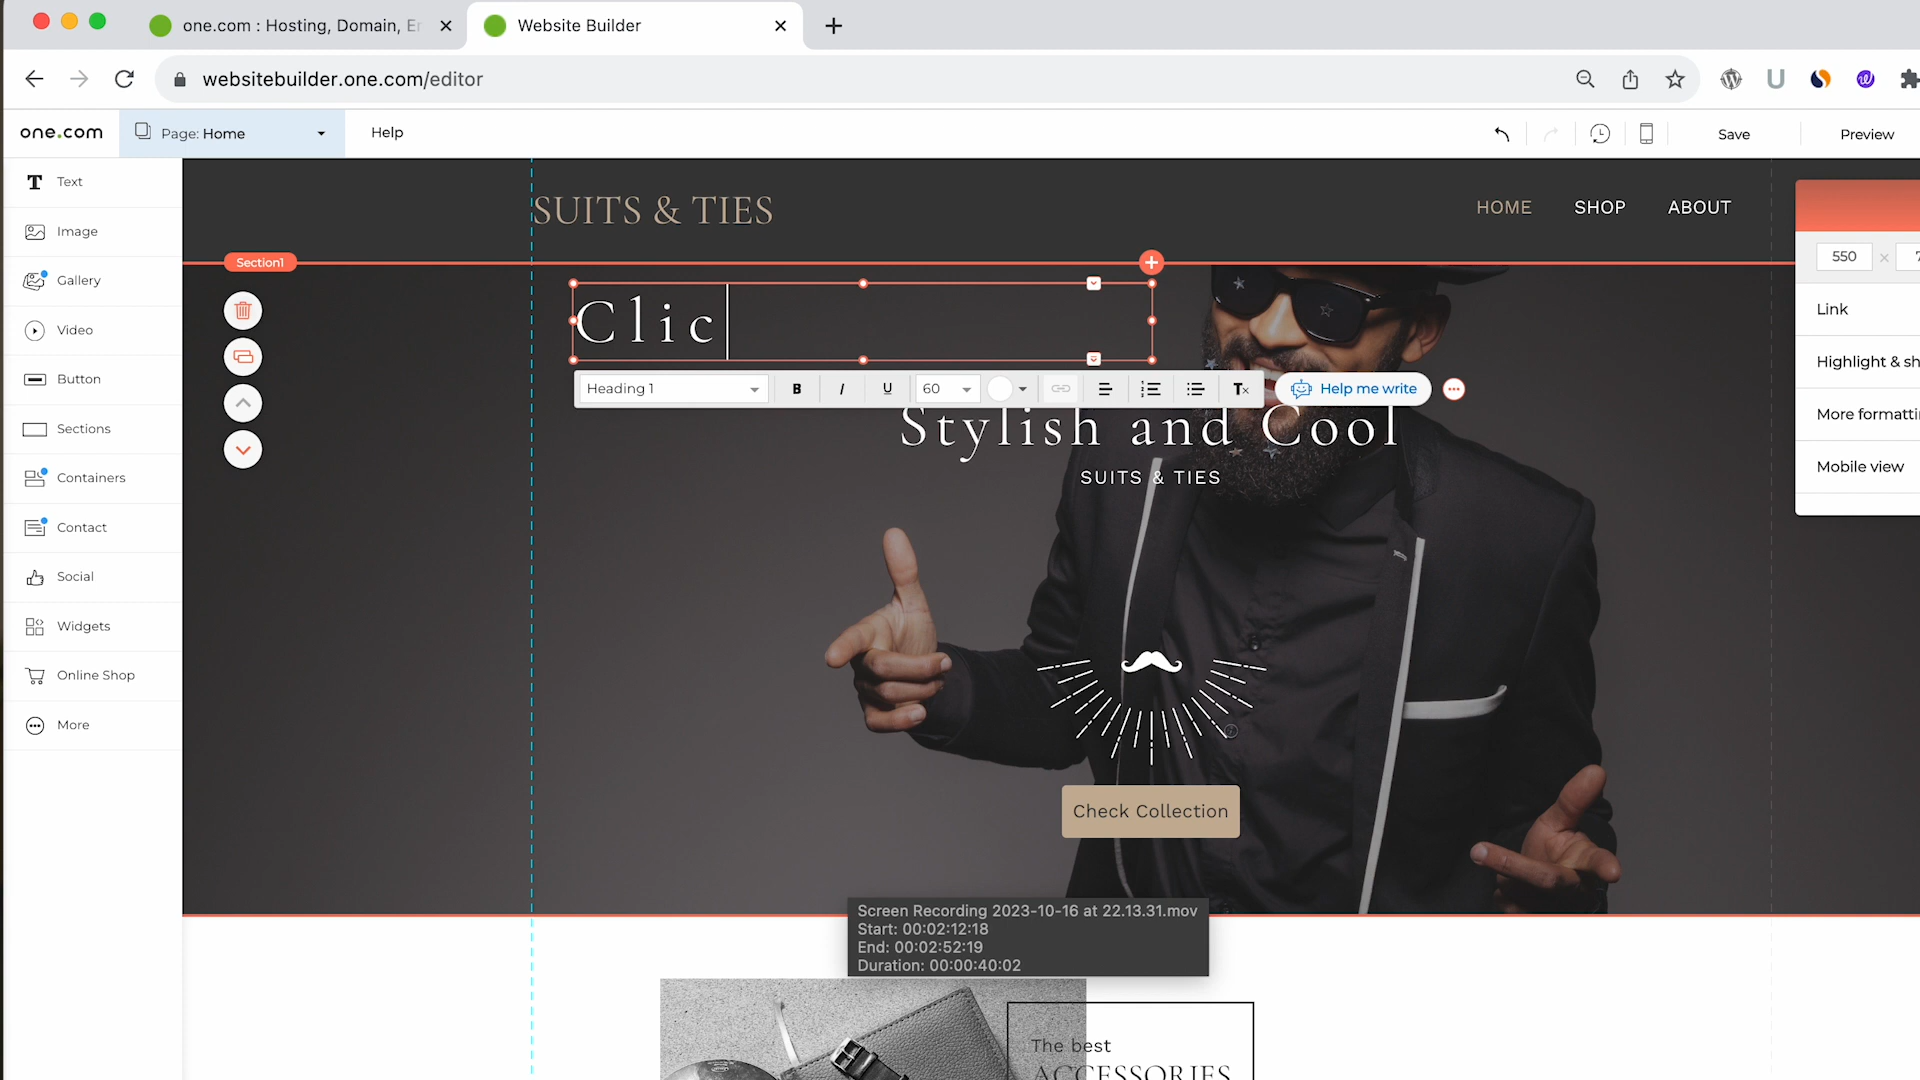 one.com : Hosting, Domain, E
Website Builder
websitebuilder.one.com/editor
one.com
Page: Home
Help
Save
Preview
Text
Image
Gallery
Video
Button
Sections
Containers
Contact
Social
Widgets
Online Shop
More
SUITS & TIES
HOME
SHOP
ABOUT
Section1
Clic
Heading 1
B
I
U
60
Help me write
Stylish and Cool
SUITS & TIES
Check Collection
550
Link
Highlight & sh
More formatti
Mobile view
Screen Recording 2023-10-16 at 22.13.31.mov
Start: 00:02:12:18
End: 00:02:52:19
Duration: 00:00:40:02
The best
ACCESSORIES